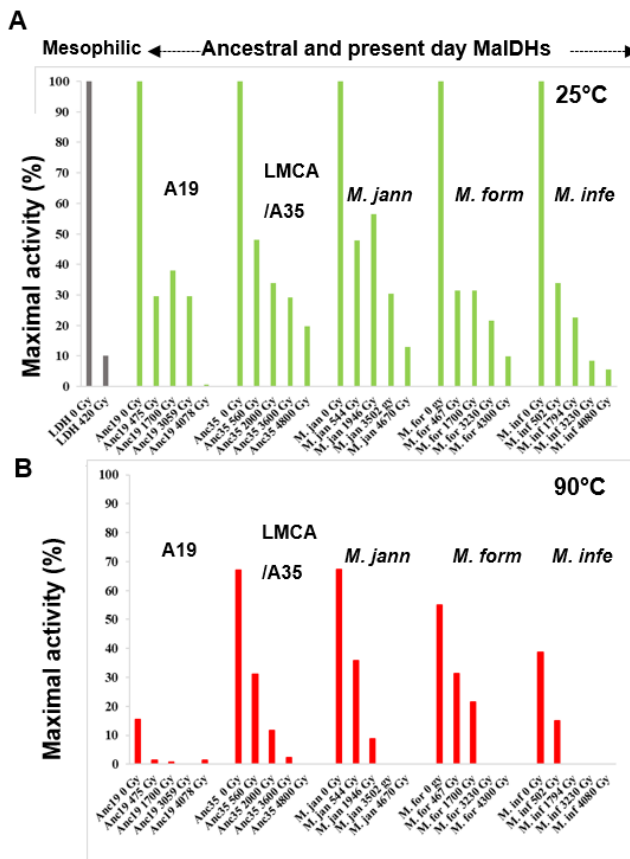 A
Mesophilic
Ancestral and present day MalDHs
25°C
Maximal activity (%)
100
90
80
70
60
50
40
30
20
10
0
A19
LMCA
/A35
M. jann
M. form
M. infe
LDH 0 Gy
LDH 420 Gy
Anc19 0 Gy
Anc19 475 Gy
Anc19 1700 Gy
Anc19 3059 Gy
Anc19 4078 Gy
Anc35 0 Gy
Anc35 560 Gy
Anc35 2000 Gy
Anc35 3600 Gy
Anc35 4800 Gy
M. jan 0 Gy
M. jan 544 Gy
M. jan 1946 Gy
M. jan 3502 gy
M. jan 4670 Gy
M. for 0 gy
M. for 467 Gy
M. for 1700 Gy
M. for 3230 Gy
M. for 4300 Gy
M. inf 0 Gy
M. inf 502 Gy
M. inf 1794 Gy
M. inf 3230 Gy
M. inf 4080 Gy
B
90°C
Maximal activity (%)
100
90
80
70
60
50
40
30
20
10
0
A19
LMCA
/A35
M. jann
M. form
M. infe
Anc19 0 Gy
Anc19 475 Gy
Anc19 1700 Gy
Anc19 3059 Gy
Anc19 4078 Gy
Anc35 0 Gy
Anc35 560 Gy
Anc35 2000 Gy
Anc35 3600 Gy
Anc35 4800 Gy
M. jan 0 Gy
M. jan 544 Gy
M. jan 1946 Gy
M. jan 3502 gy
M. jan 4670 Gy
M. for 0 gy
M. for 467 Gy
M. for 1700 Gy
M. for 3230 Gy
M. for 4300 Gy
M. inf 0 Gy
M. inf 502 Gy
M. inf 1794 Gy
M. inf 3230 Gy
M. inf 4080 Gy